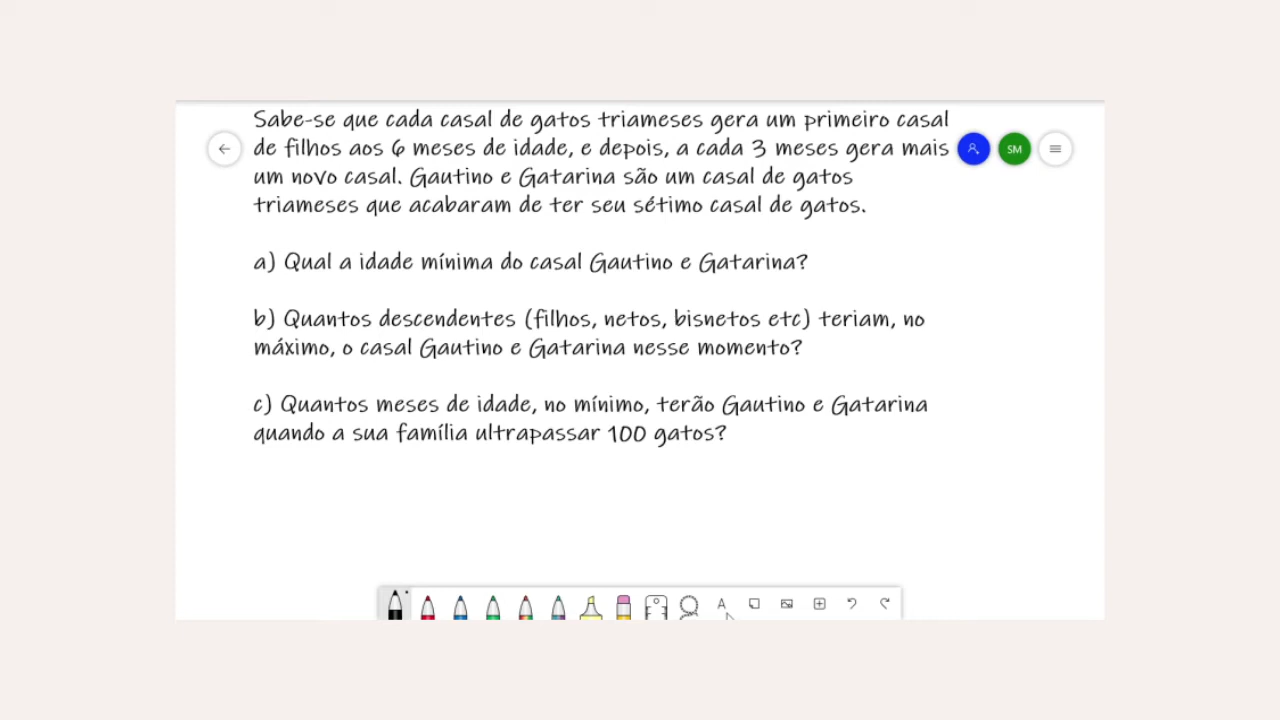 Sabe-se que cada casal de gatos triameses gera um primeiro casal
de filhos aos 6 meses de idade, e depois, a cada 3 meses gera mais
um novo casal. Gautino e Gatarina são um casal de gatos
triameses que acabaram de ter seu sétimo casal de gatos.
a) Qual a idade mínima do casal Gautino e Gatarina?
b) Quantos descendentes (filhos, netos, bisnetos etc) teriam, no
máximo, o casal Gautino e Gatarina nesse momento?
c) Quantos meses de idade, no mínimo, terão Gautino e Gatarina
quando a sua família ultrapassar 100 gatos?
SM
A